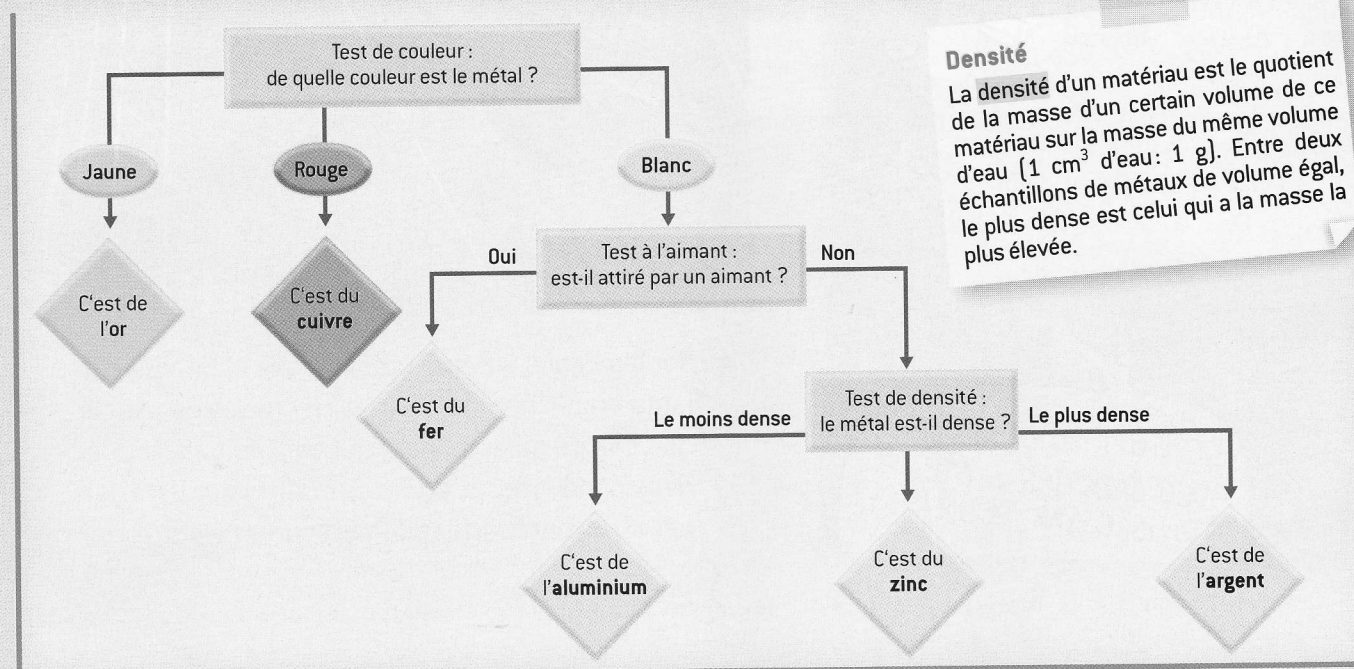 Test de couleur :
de quelle couleur est le métal ?
Jaune
Rouge
Blanc
C'est de
l'or
C'est du
cuivre
Oui
Test à l'aimant :
est-il attiré par un aimant ?
Non
C'est du
fer
Le moins dense
Test de densité :
le métal est-il dense ?
Le plus dense
C'est de
l'aluminium
C'est du
zinc
C'est de
l'argent
Densité
La densité d'un matériau est le quotient
de la masse d'un certain volume de ce
matériau sur la masse du même volume
d'eau (1 cm³ d'eau: 1 g). Entre deux
échantillons de métaux de volume égal,
le plus dense est celui qui a la masse la
plus élevée.